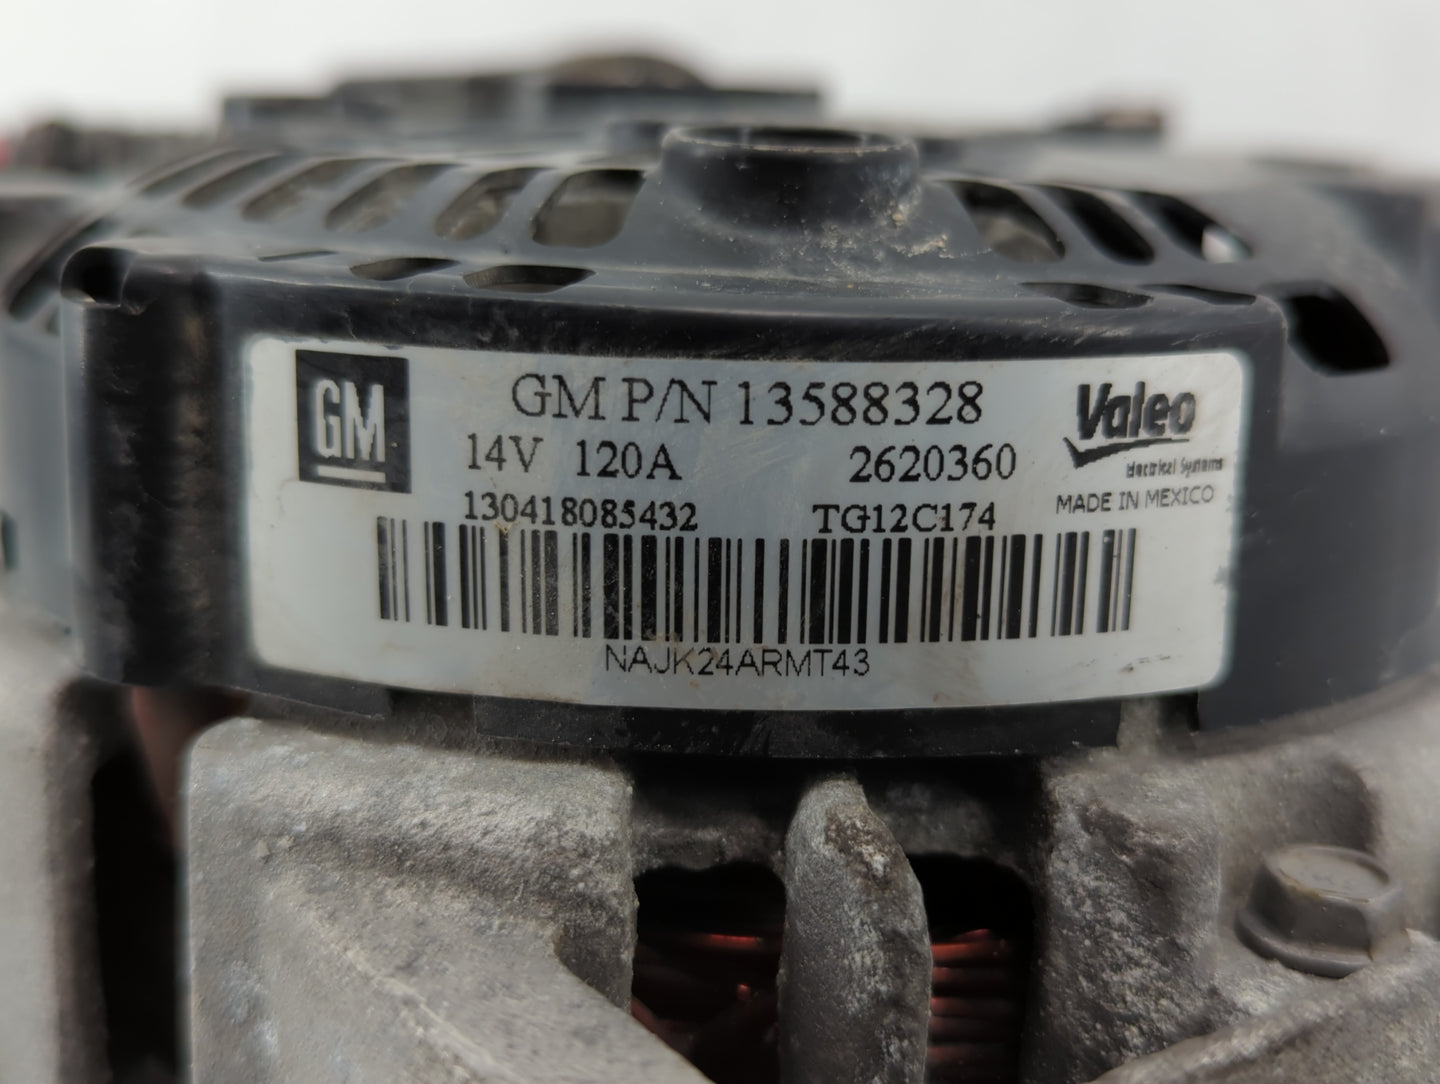 GM
GM P/N 13588328
14V 120A 2620360
130418085432 TG12C174
Valeo
Electrical Systems
MADE IN MEXICO
NAJK24ARMT43